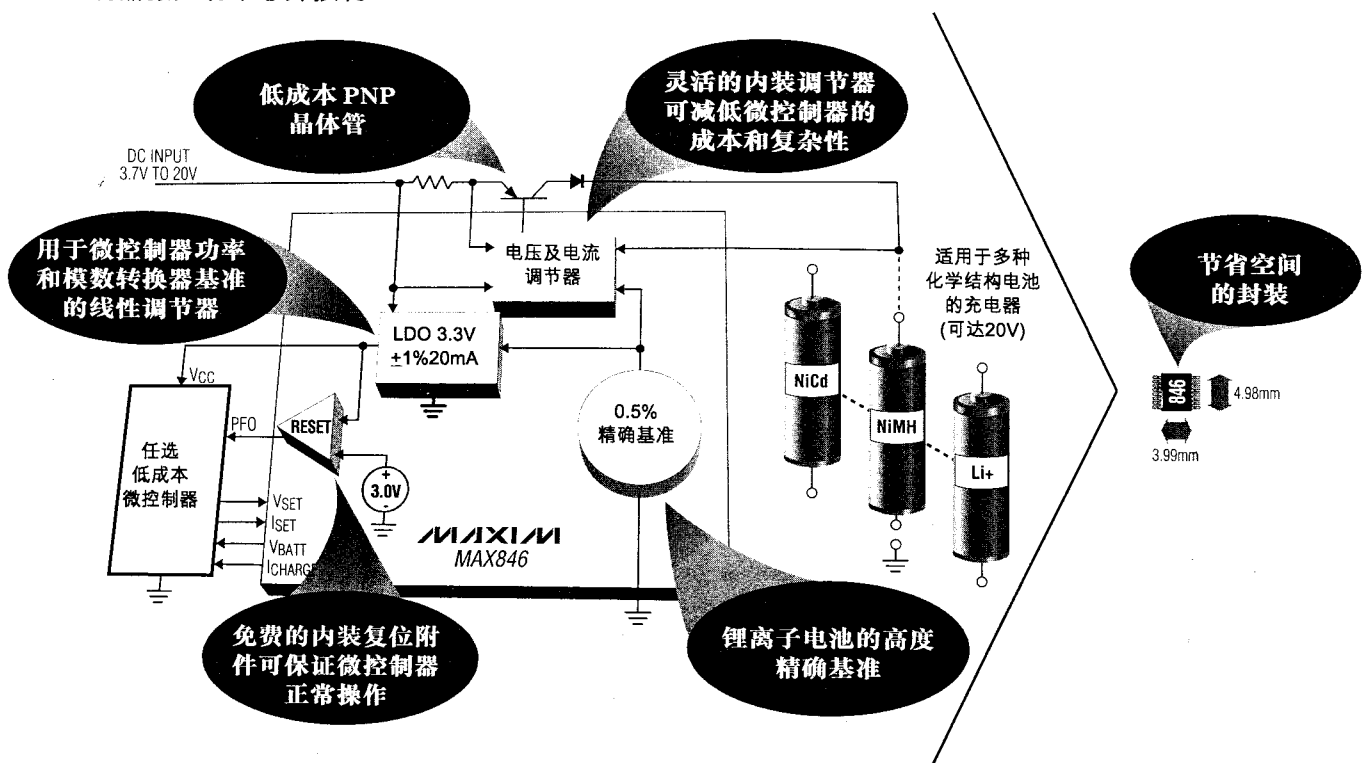 低成本 PNP
晶体管
灵活的内装调节器
可减低微控制器的
成本和复杂性
DC INPUT
3.7V TO 20V
用于微控制器功率
和模数转换器基准
的线性调节器
电压及电流
调节器
适用于多种
化学结构电池
的充电器
(可达20V)
节省空间
的封装
LDO 3.3V
±1%20mA
VCC
NiCd
846
4.98mm
3.99mm
PFO
RESET
0.5%
精确基准
NiMH
任选
低成本
微控制器
+
3.0V
-
Li+
VSET
ISET
VBATT
ICHARGE
MAXIM
MAX846
免费的内装复位附
件可保证微控制器
正常操作
锂离子电池的高度
精确基准